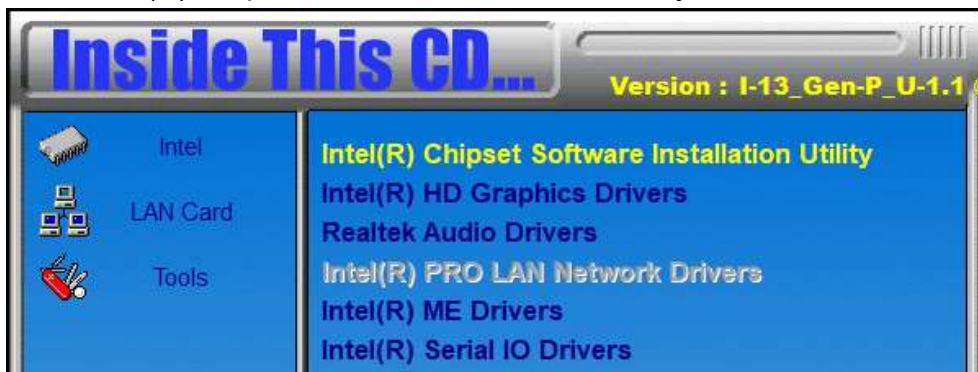 Inside This CD...
Version : I-13_Gen-P_U-1.1
Intel
LAN Card
Tools
Intel(R) Chipset Software Installation Utility
Intel(R) HD Graphics Drivers
Realtek Audio Drivers
Intel(R) PRO LAN Network Drivers
Intel(R) ME Drivers
Intel(R) Serial IO Drivers